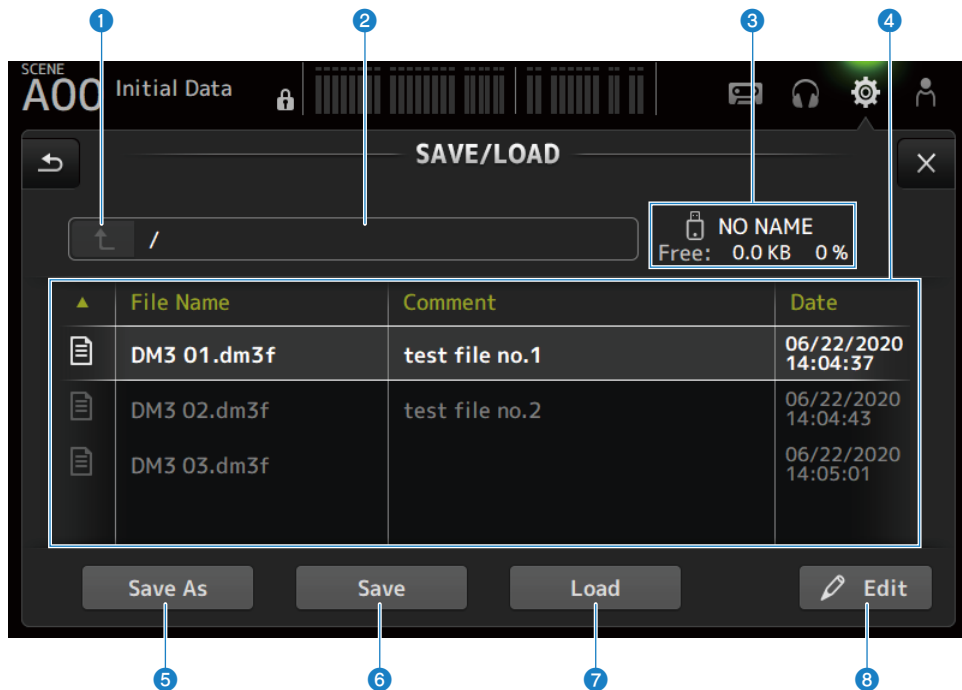 1 2 3 4
SCENE
A00 Initial Data
SAVE/LOAD
/
NO NAME
Free: 0.0 KB 0 %
▲ File Name Comment Date
DM3 01.dm3f test file no.1 06/22/2020
14:04:37
DM3 02.dm3f test file no.2 06/22/2020
14:04:43
DM3 03.dm3f 06/22/2020
14:05:01
Save As Save Load Edit
5 6 7 8